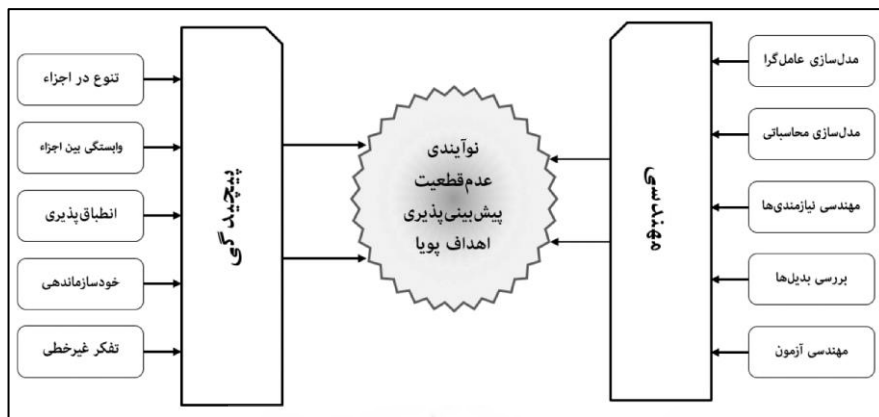 مدل‌سازی عامل‌گرا
مدل‌سازی محاسباتی
مهندسی نیازمندی‌ها
بررسی بدیل‌ها
مهندسی آزمون
مهندسی
نوآیندی
عدم‌قطعیت
پیش‌بینی‌پذیری
اهداف پویا
پیچیدگی
تنوع در اجزاء
وابستگی بین اجزاء
انطباق‌پذیری
خودسازماندهی
تفکر غیرخطی